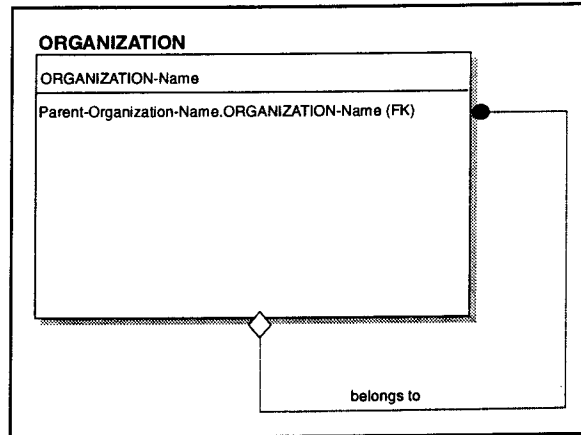 ORGANIZATION
ORGANIZATION-Name
Parent-Organization-Name.ORGANIZATION-Name (FK)
belongs to